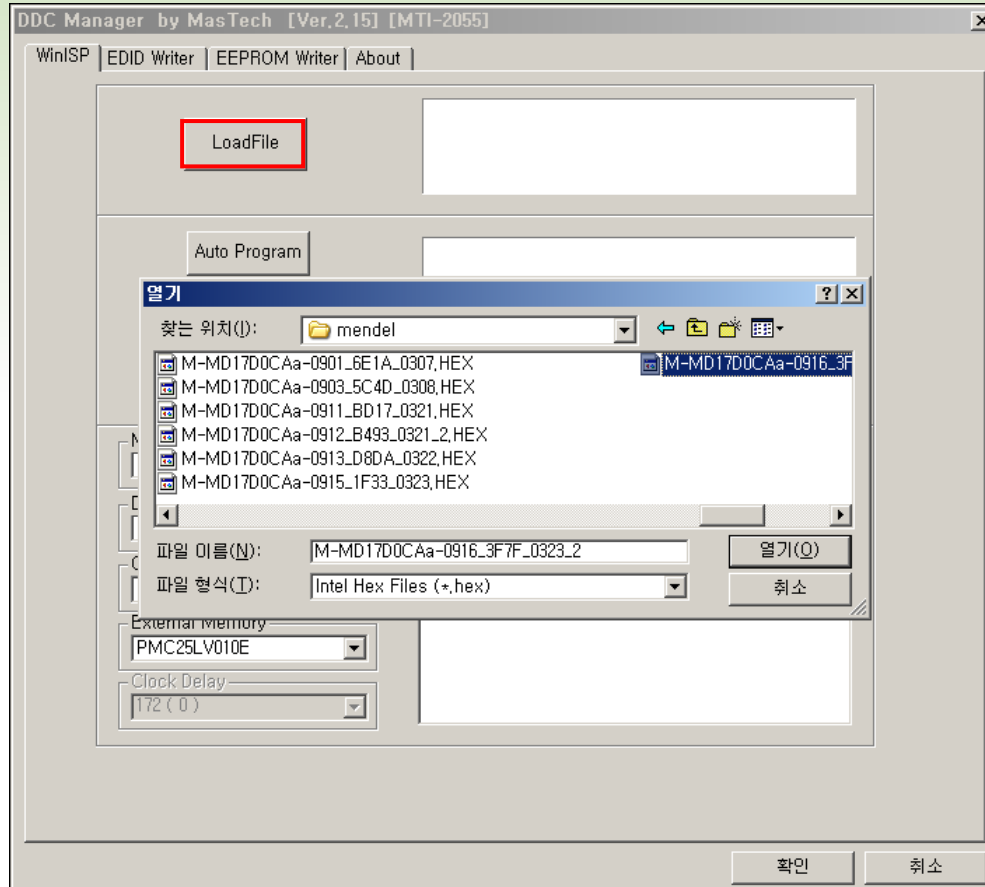 DDC Manager by MasTech [Ver.2.15] [MTI-2055]
WinISP EDID Writer EEPROM Writer About
LoadFile
Auto Program
열기
찾는 위치(I): mendel
M-MD17D0CAa-0901_6E1A_0307.HEX
M-MD17D0CAa-0903_5C4D_0308.HEX
M-MD17D0CAa-0911_BD17_0321.HEX
M-MD17D0CAa-0912_B493_0321_2.HEX
M-MD17D0CAa-0913_D8DA_0322.HEX
M-MD17D0CAa-0915_1F33_0323.HEX
M-MD17D0CAa-0916_3F
파일 이름(N): M-MD17D0CAa-0916_3F7F_0323_2 열기(O)
파일 형식(T): Intel Hex Files (*.hex) 취소
External Memory
PMC25LV010E
Clock Delay
172 ( 0 )
확인 취소